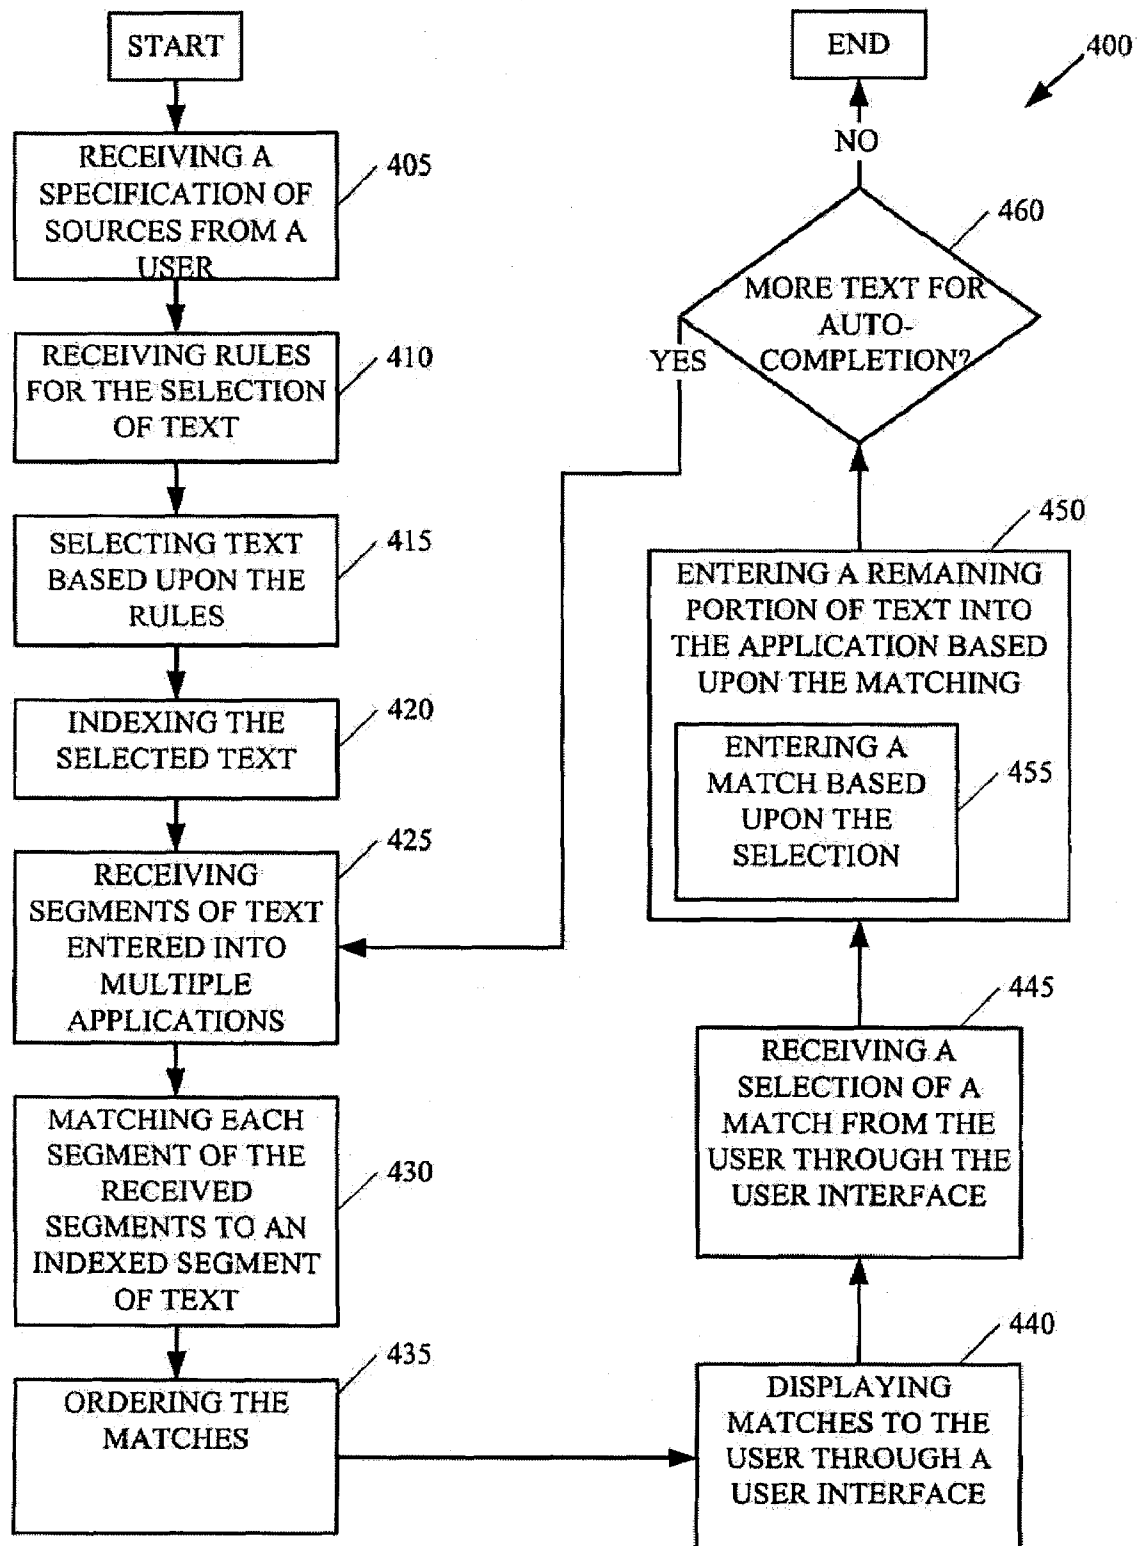 START
RECEIVING A
SPECIFICATION OF
SOURCES FROM A
USER
405
RECEIVING RULES
FOR THE SELECTION
OF TEXT
410
SELECTING TEXT
BASED UPON THE
RULES
415
INDEXING THE
SELECTED TEXT
420
RECEIVING
SEGMENTS OF TEXT
ENTERED INTO
MULTIPLE
APPLICATIONS
425
MATCHING EACH
SEGMENT OF THE
RECEIVED
SEGMENTS TO AN
INDEXED SEGMENT
OF TEXT
430
ORDERING THE
MATCHES
435
DISPLAYING
MATCHES TO THE
USER THROUGH A
USER INTERFACE
440
RECEIVING A
SELECTION OF A
MATCH FROM THE
USER THROUGH THE
USER INTERFACE
445
ENTERING A REMAINING
PORTION OF TEXT INTO
THE APPLICATION BASED
UPON THE MATCHING
450
ENTERING A
MATCH BASED
UPON THE
SELECTION
455
MORE TEXT FOR
AUTO-
COMPLETION?
460
YES
NO
END
400